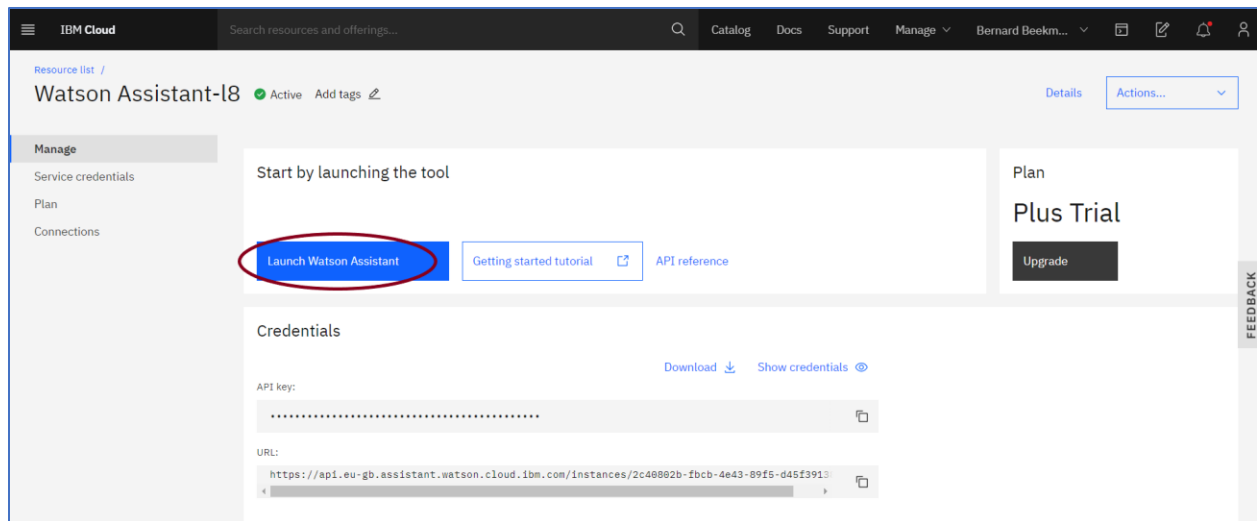 IBM Cloud Search resources and offerings... Catalog Docs Support Manage Bernard Beekm...
Resource list /
Watson Assistant-l8 Active Add tags Details Actions...
Manage
Service credentials
Plan
Connections
Start by launching the tool
Launch Watson Assistant Getting started tutorial API reference
Plan
Plus Trial
Upgrade
Credentials
Download Show credentials
API key:
••••••••••••••••••••••••••••••••••••••••••••
URL:
https://api.eu-gb.assistant.watson.cloud.ibm.com/instances/2c40802b-fbcb-4e43-89f5-d45f3913
FEEDBACK